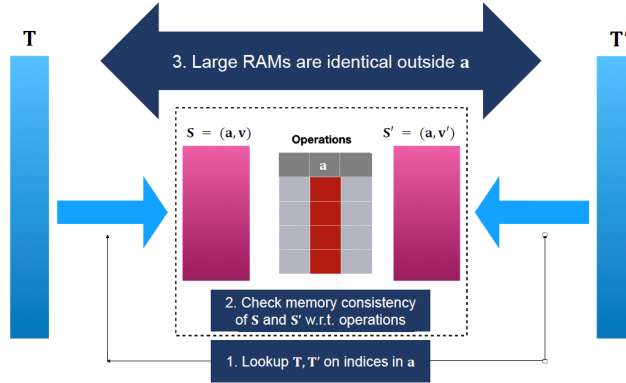 T
T′
3. Large RAMs are identical outside a
S = (a, v)
Operations
S′ = (a, v′)
a
2. Check memory consistency
of S and S′ w.r.t. operations
1. Lookup T, T′ on indices in a